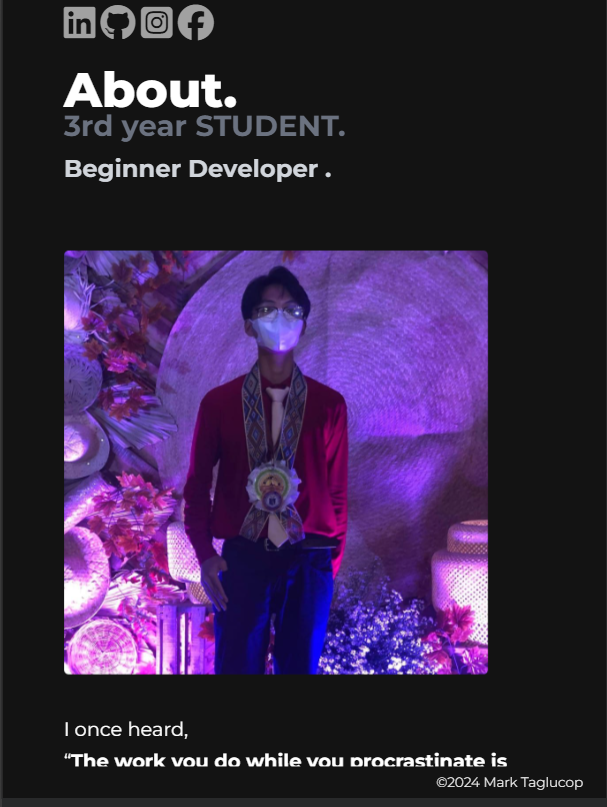 About.
3rd year STUDENT.
Beginner Developer .
I once heard,
“The work you do while you procrastinate is
©2024 Mark Taglucop